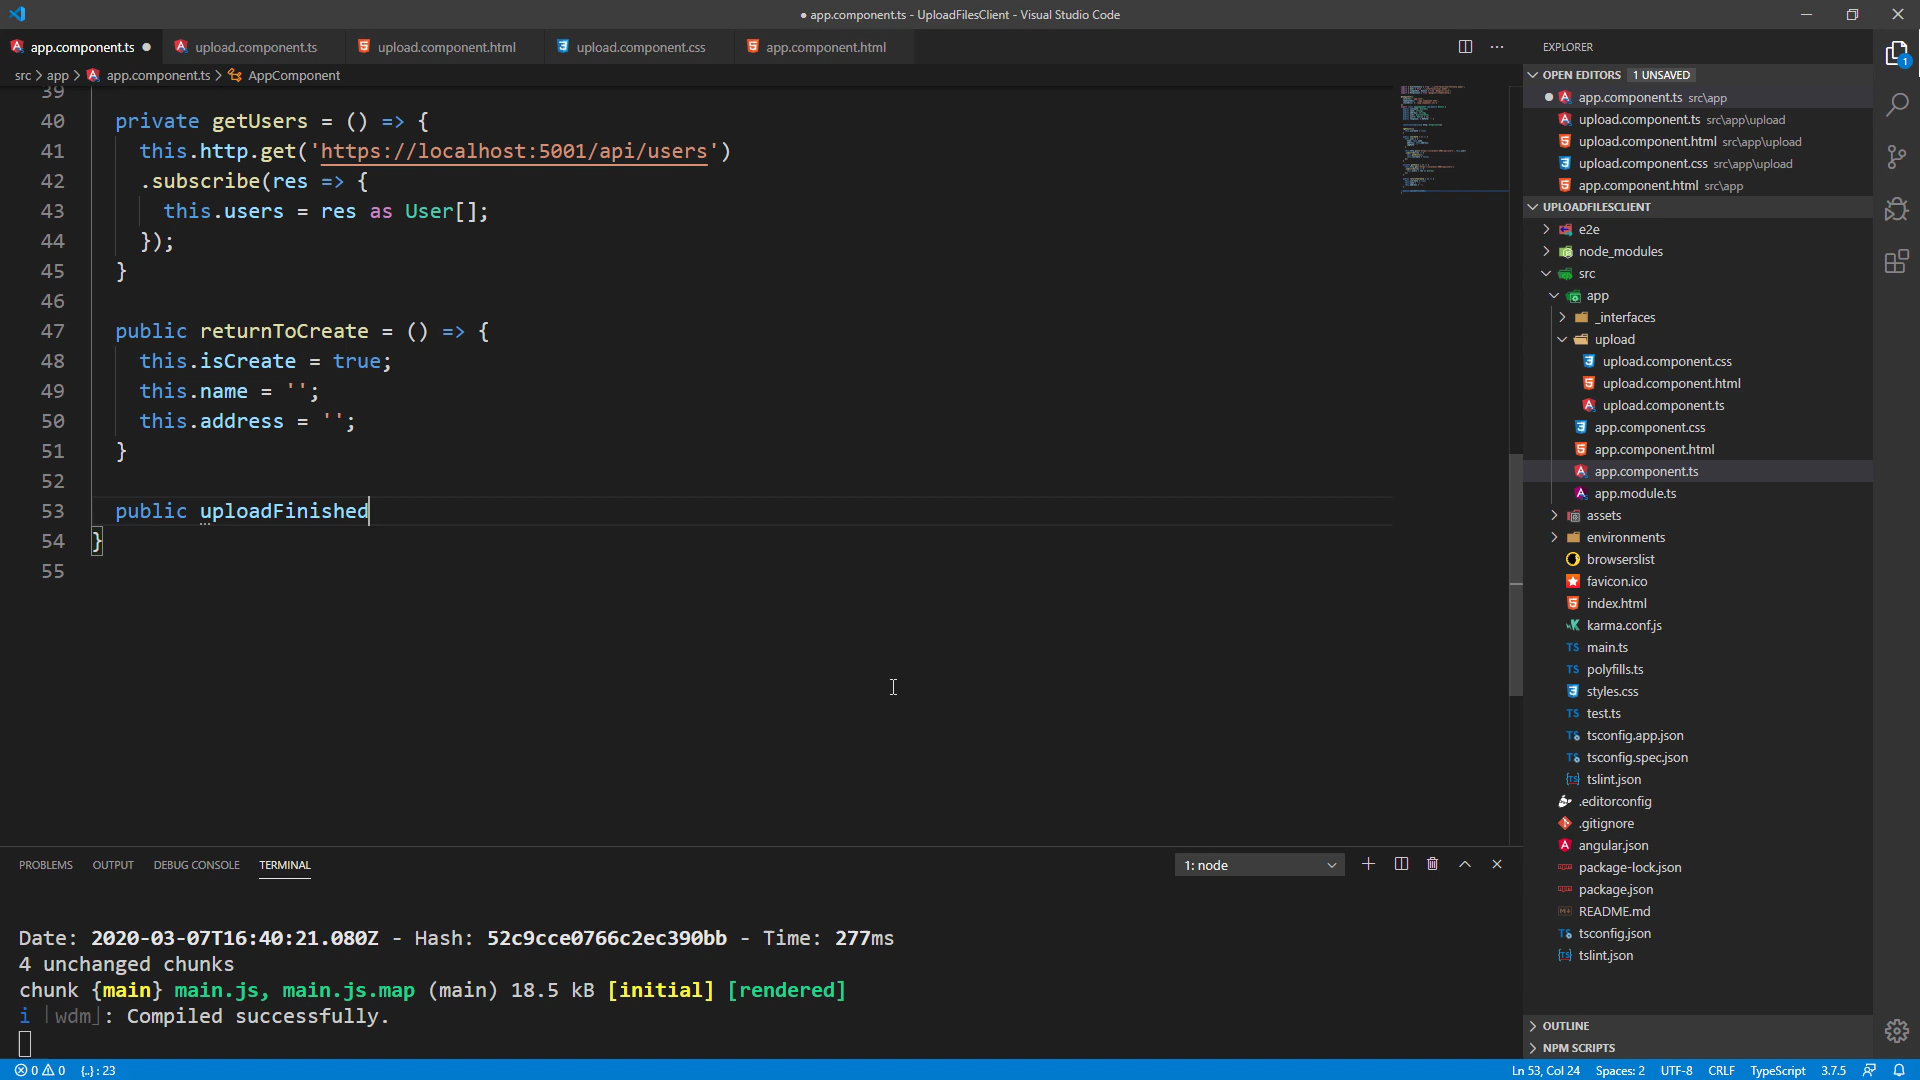 ● app.component.ts - UploadFilesClient - Visual Studio Code
app.component.ts ●
upload.component.ts
upload.component.html
upload.component.css
app.component.html
src > app > app.component.ts > AppComponent
39
40 private getUsers = () => {
41 this.http.get('https://localhost:5001/api/users')
42 .subscribe(res => {
43 this.users = res as User[];
44 });
45 }
46
47 public returnToCreate = () => {
48 this.isCreate = true;
49 this.name = '';
50 this.address = '';
51 }
52
53 public uploadFinished
54 }
55
PROBLEMS OUTPUT DEBUG CONSOLE TERMINAL
1: node
Date: 2020-03-07T16:40:21.080Z - Hash: 52c9cce0766c2ec390bb - Time: 277ms
4 unchanged chunks
chunk {main} main.js, main.js.map (main) 18.5 kB [initial] [rendered]
i ｢wdm｣: Compiled successfully.
EXPLORER
OPEN EDITORS 1 UNSAVED
● app.component.ts src\app
upload.component.ts src\app\upload
upload.component.html src\app\upload
upload.component.css src\app\upload
app.component.html src\app
UPLOADFILESCLIENT
e2e
node_modules
src
app
_interfaces
upload
upload.component.css
upload.component.html
upload.component.ts
app.component.css
app.component.html
app.component.ts
app.module.ts
assets
environments
browserslist
favicon.ico
index.html
karma.conf.js
main.ts
polyfills.ts
styles.css
test.ts
tsconfig.app.json
tsconfig.spec.json
tslint.json
.editorconfig
.gitignore
angular.json
package-lock.json
package.json
README.md
tsconfig.json
tslint.json
OUTLINE
NPM SCRIPTS
1
0 0 {..} : 23
Ln 53, Col 24 Spaces: 2 UTF-8 CRLF TypeScript 3.7.5